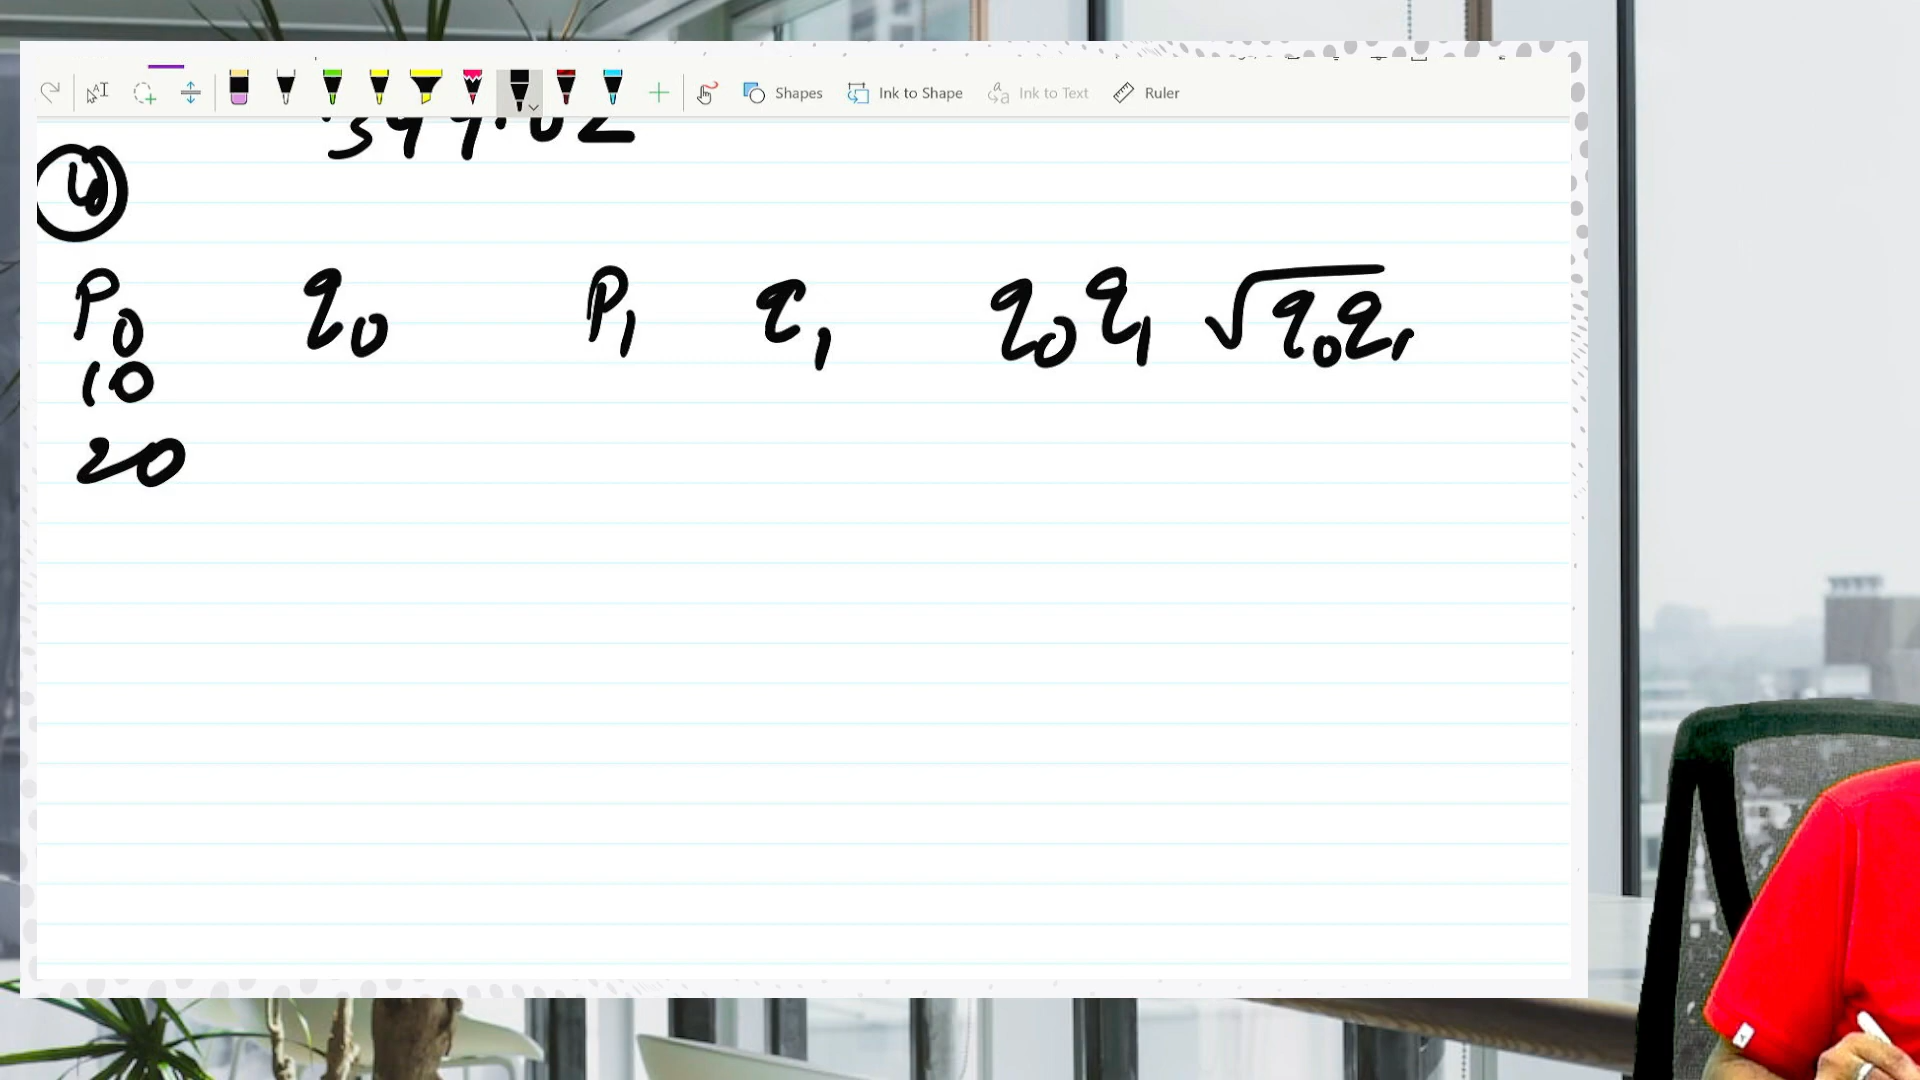 Shapes Ink to Shape Ink to Text Ruler
4
P₀ q₀ P₁ q₁ q₀q₁ √q₀q₁
10
20